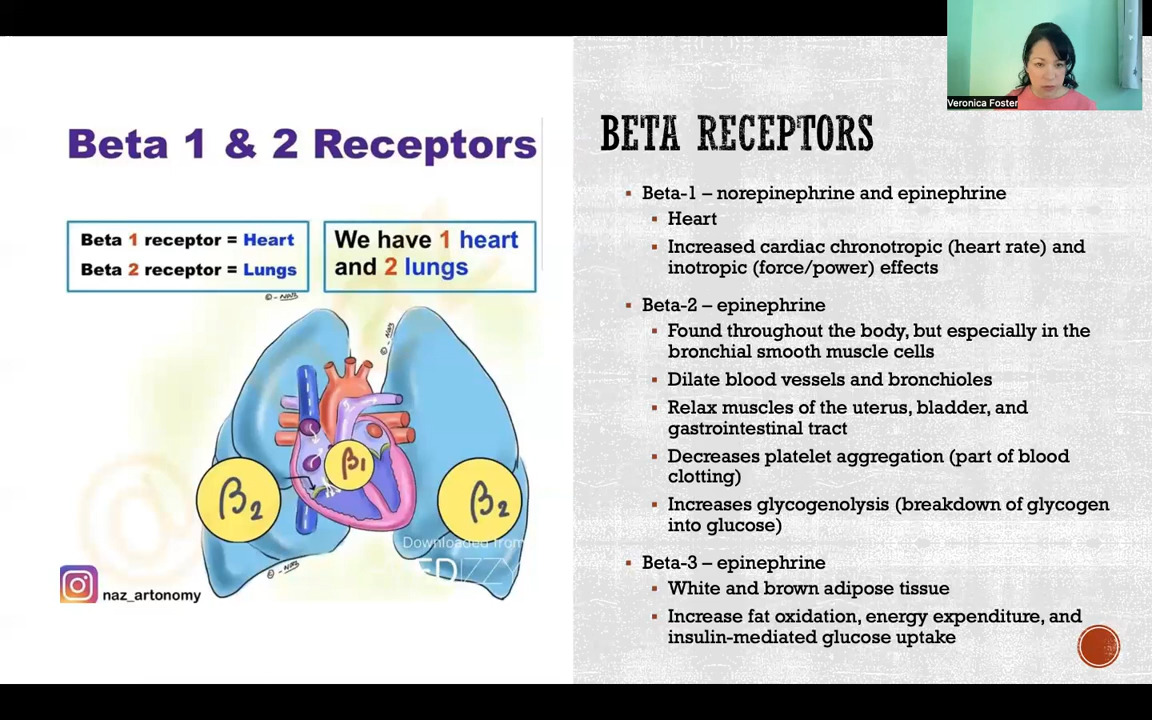 Veronica Foster
Beta 1 & 2 Receptors
Beta 1 receptor = Heart
Beta 2 receptor = Lungs
We have 1 heart
and 2 lungs
©-NAZ
©-NAZ
β1
β2
β2
Downloaded from
EDIZZY
©-NAZ
naz_artonomy
BETA RECEPTORS
▪ Beta-1 – norepinephrine and epinephrine
▪ Heart
▪ Increased cardiac chronotropic (heart rate) and
inotropic (force/power) effects
▪ Beta-2 – epinephrine
▪ Found throughout the body, but especially in the
bronchial smooth muscle cells
▪ Dilate blood vessels and bronchioles
▪ Relax muscles of the uterus, bladder, and
gastrointestinal tract
▪ Decreases platelet aggregation (part of blood
clotting)
▪ Increases glycogenolysis (breakdown of glycogen
into glucose)
▪ Beta-3 – epinephrine
▪ White and brown adipose tissue
▪ Increase fat oxidation, energy expenditure, and
insulin-mediated glucose uptake